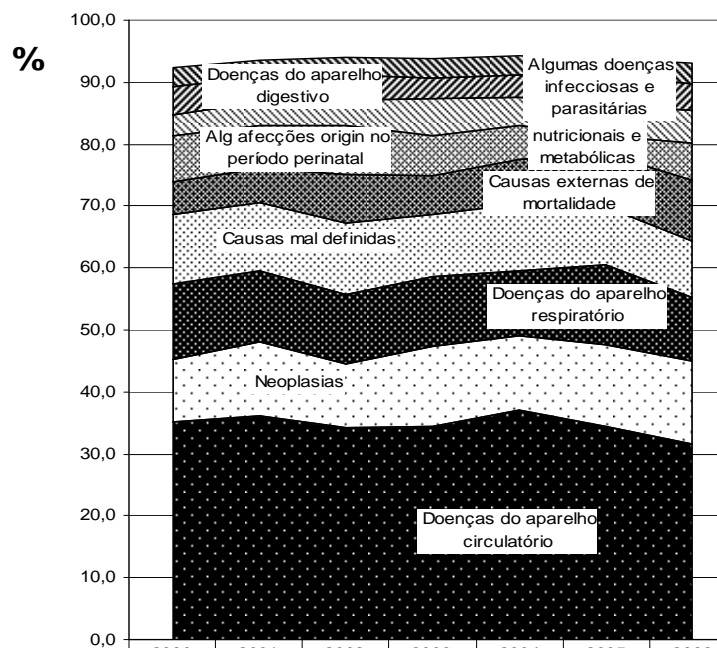 100,0
%
90,0
80,0
70,0
60,0
50,0
40,0
30,0
20,0
10,0
0,0
Doenças do aparelho
digestivo
Algumas doenças
infecciosas e
parasitárias
Alg afecções origin no
período perinatal
nutricionais e
metabólicas
Causas externas de
mortalidade
Causas mal definidas
Doenças do aparelho
respiratório
Neoplasias
Doenças do aparelho
circulatório